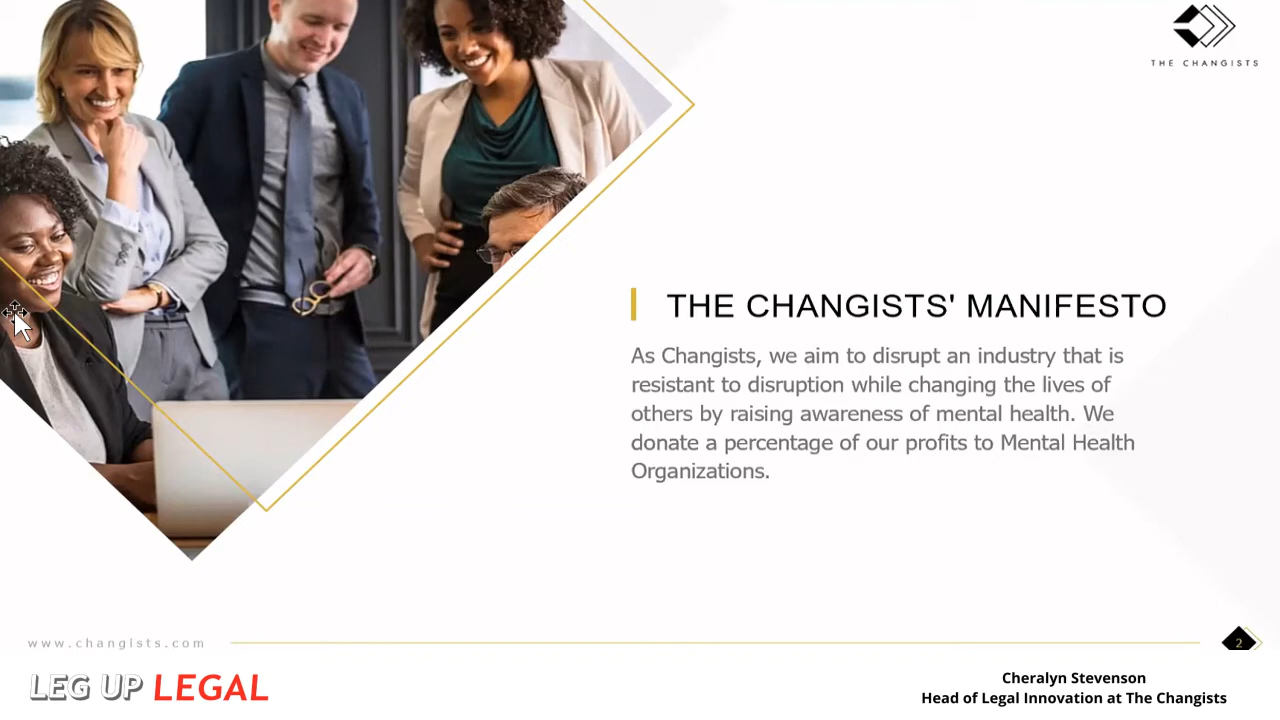 THE CHANGISTS
THE CHANGISTS' MANIFESTO
As Changists, we aim to disrupt an industry that is
resistant to disruption while changing the lives of
others by raising awareness of mental health. We
donate a percentage of our profits to Mental Health
Organizations.
www.changists.com
2
LEG UP LEGAL
Cheralyn Stevenson
Head of Legal Innovation at The Changists